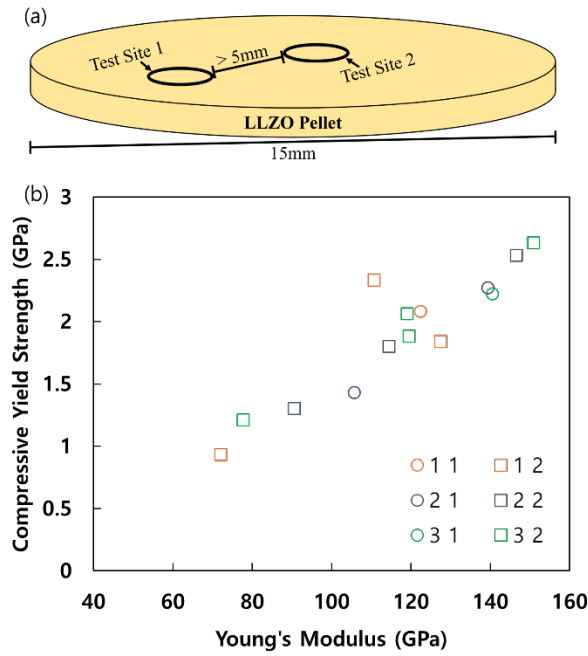 (a)
Test Site 1
> 5mm
Test Site 2
LLZO Pellet
15mm
(b)
Compressive Yield Strength (GPa)
3
2.5
2
1.5
1
0.5
0
1 1
1 2
2 1
2 2
3 1
3 2
40 60 80 100 120 140 160
Young's Modulus (GPa)